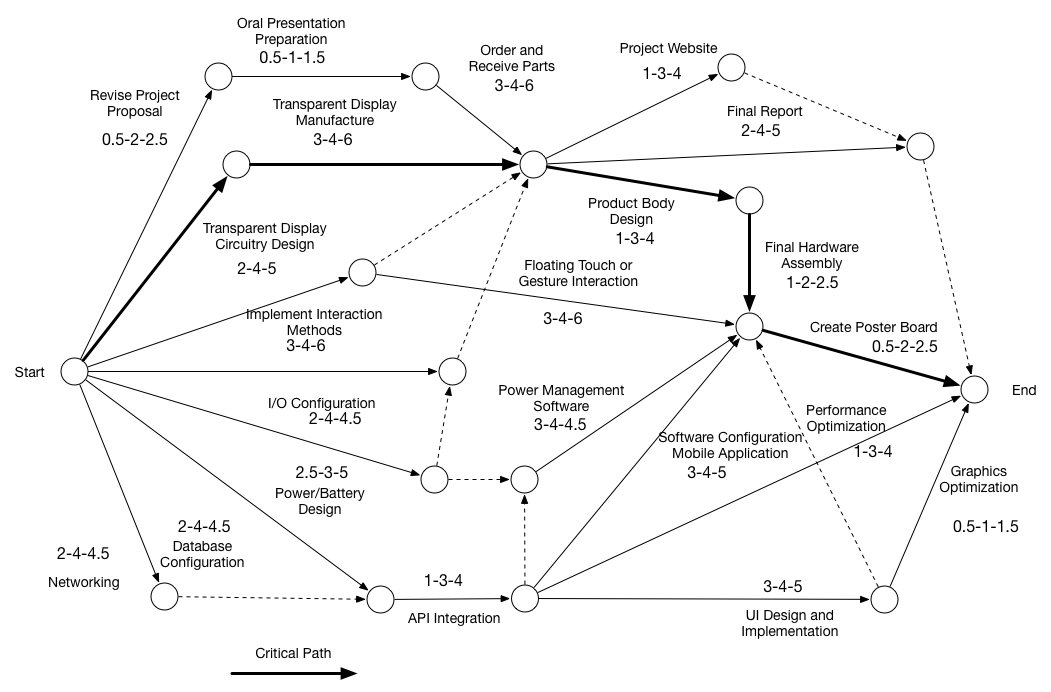 Oral Presentation
Preparation
0.5-1-1.5
Order and
Receive Parts
3-4-6
Project Website
1-3-4
Revise Project
Proposal
0.5-2-2.5
Transparent Display
Manufacture
3-4-6
Final Report
2-4-5
Transparent Display
Circuitry Design
2-4-5
Product Body
Design
1-3-4
Final Hardware
Assembly
1-2-2.5
Floating Touch or
Gesture Interaction
3-4-6
Implement Interaction
Methods
3-4-6
Create Poster Board
0.5-2-2.5
Start
End
I/O Configuration
2-4-4.5
Power Management
Software
3-4-4.5
Performance
Optimization
1-3-4
Software Configuration
Mobile Application
3-4-5
2.5-3-5
Power/Battery
Design
Graphics
Optimization
0.5-1-1.5
2-4-4.5
Database
Configuration
2-4-4.5
Networking
1-3-4
API Integration
3-4-5
UI Design and
Implementation
Critical Path